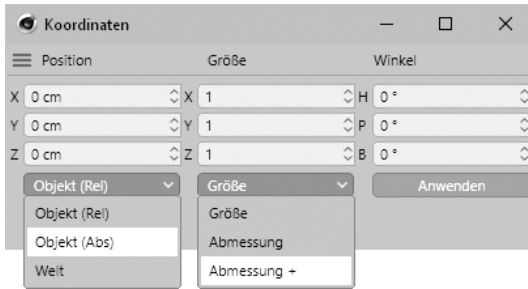 Koordinaten
Position Größe Winkel
X 0 cm X 1 H 0 °
Y 0 cm Y 1 P 0 °
Z 0 cm Z 1 B 0 °
Objekt (Rel) Größe Anwenden
Objekt (Rel) Größe
Objekt (Abs) Abmessung
Welt Abmessung +